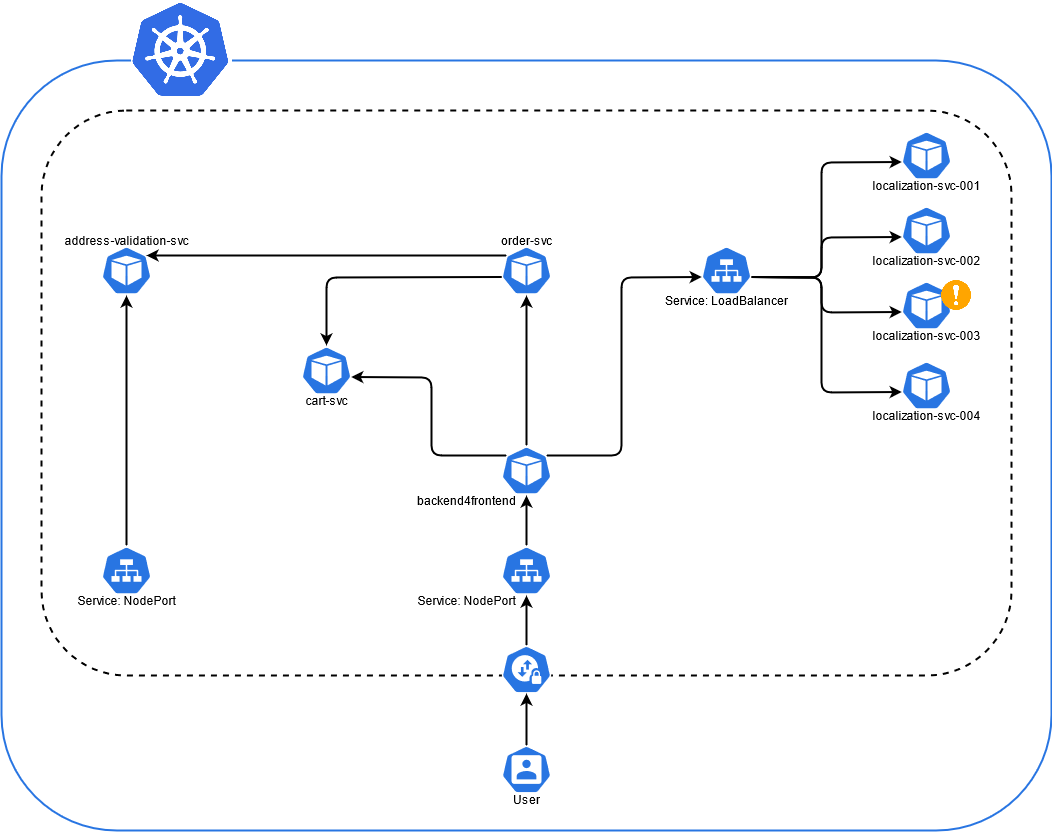 localization-svc-001
address-validation-svc
order-svc
localization-svc-002
Service: LoadBalancer
!
localization-svc-003
cart-svc
localization-svc-004
backend4frontend
Service: NodePort
Service: NodePort
User